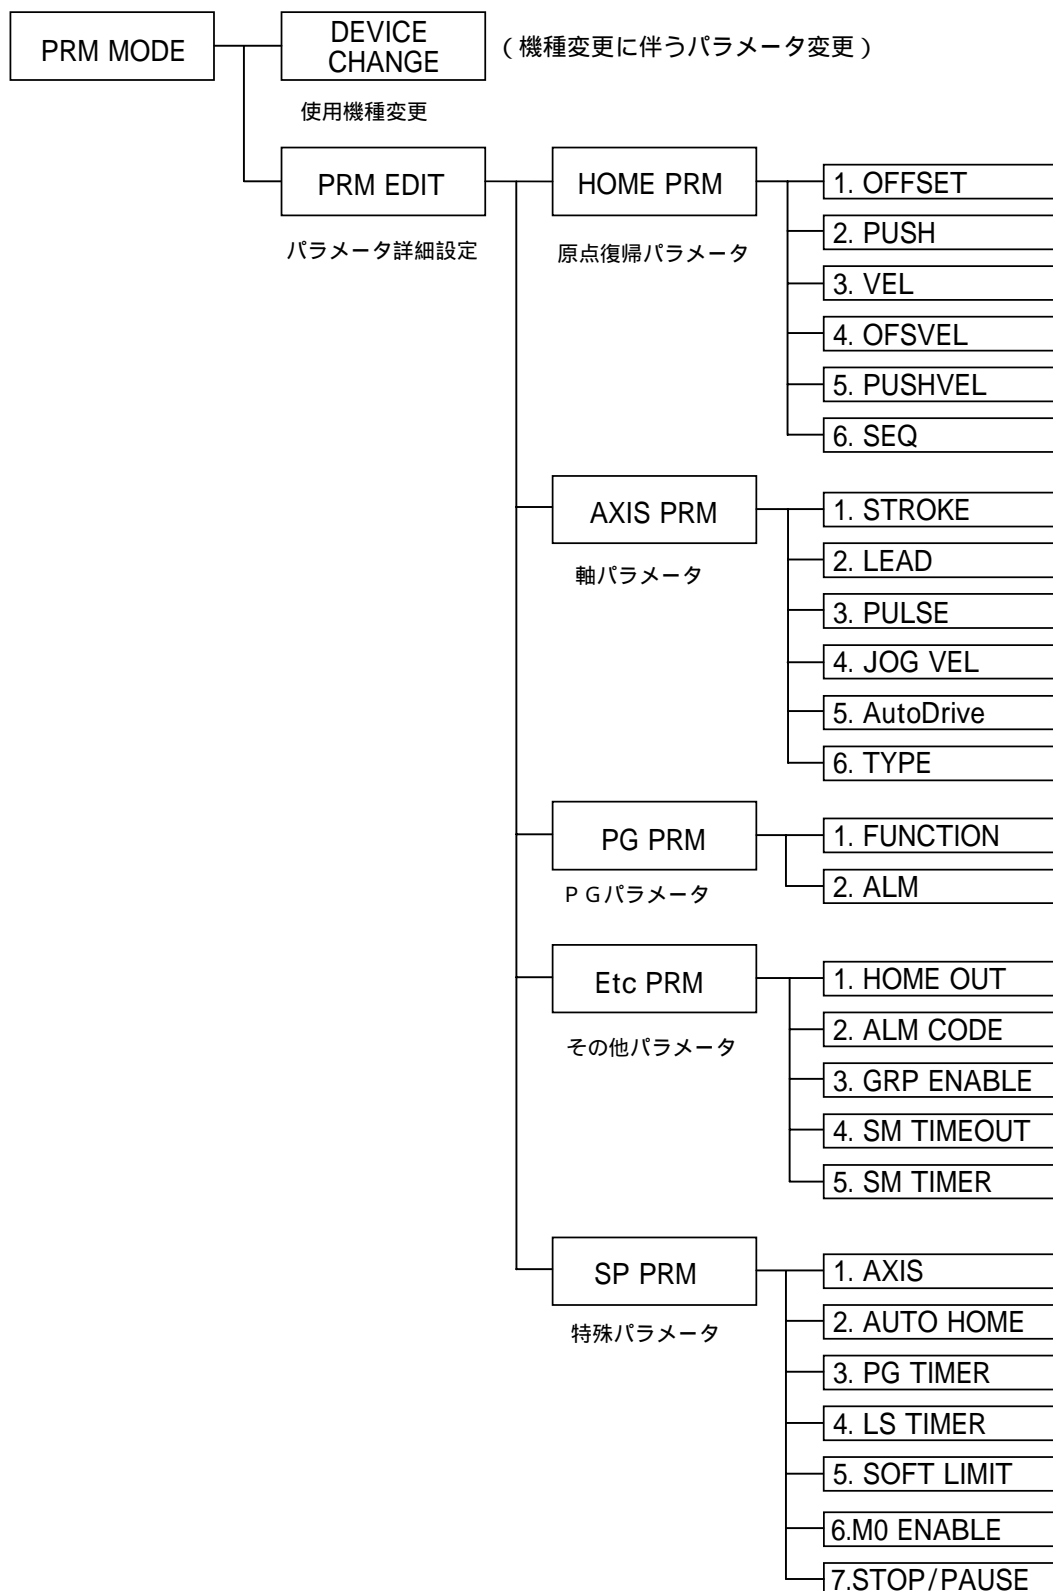 PRM MODE
DEVICE
CHANGE
(機種変更に伴うパラメータ変更)
使用機種変更
PRM EDIT
パラメータ詳細設定
HOME PRM
原点復帰パラメータ
1. OFFSET
2. PUSH
3. VEL
4. OFSVEL
5. PUSHVEL
6. SEQ
AXIS PRM
軸パラメータ
1. STROKE
2. LEAD
3. PULSE
4. JOG VEL
5. AutoDrive
6. TYPE
PG PRM
PGパラメータ
1. FUNCTION
2. ALM
Etc PRM
その他パラメータ
1. HOME OUT
2. ALM CODE
3. GRP ENABLE
4. SM TIMEOUT
5. SM TIMER
SP PRM
特殊パラメータ
1. AXIS
2. AUTO HOME
3. PG TIMER
4. LS TIMER
5. SOFT LIMIT
6.M0 ENABLE
7.STOP/PAUSE